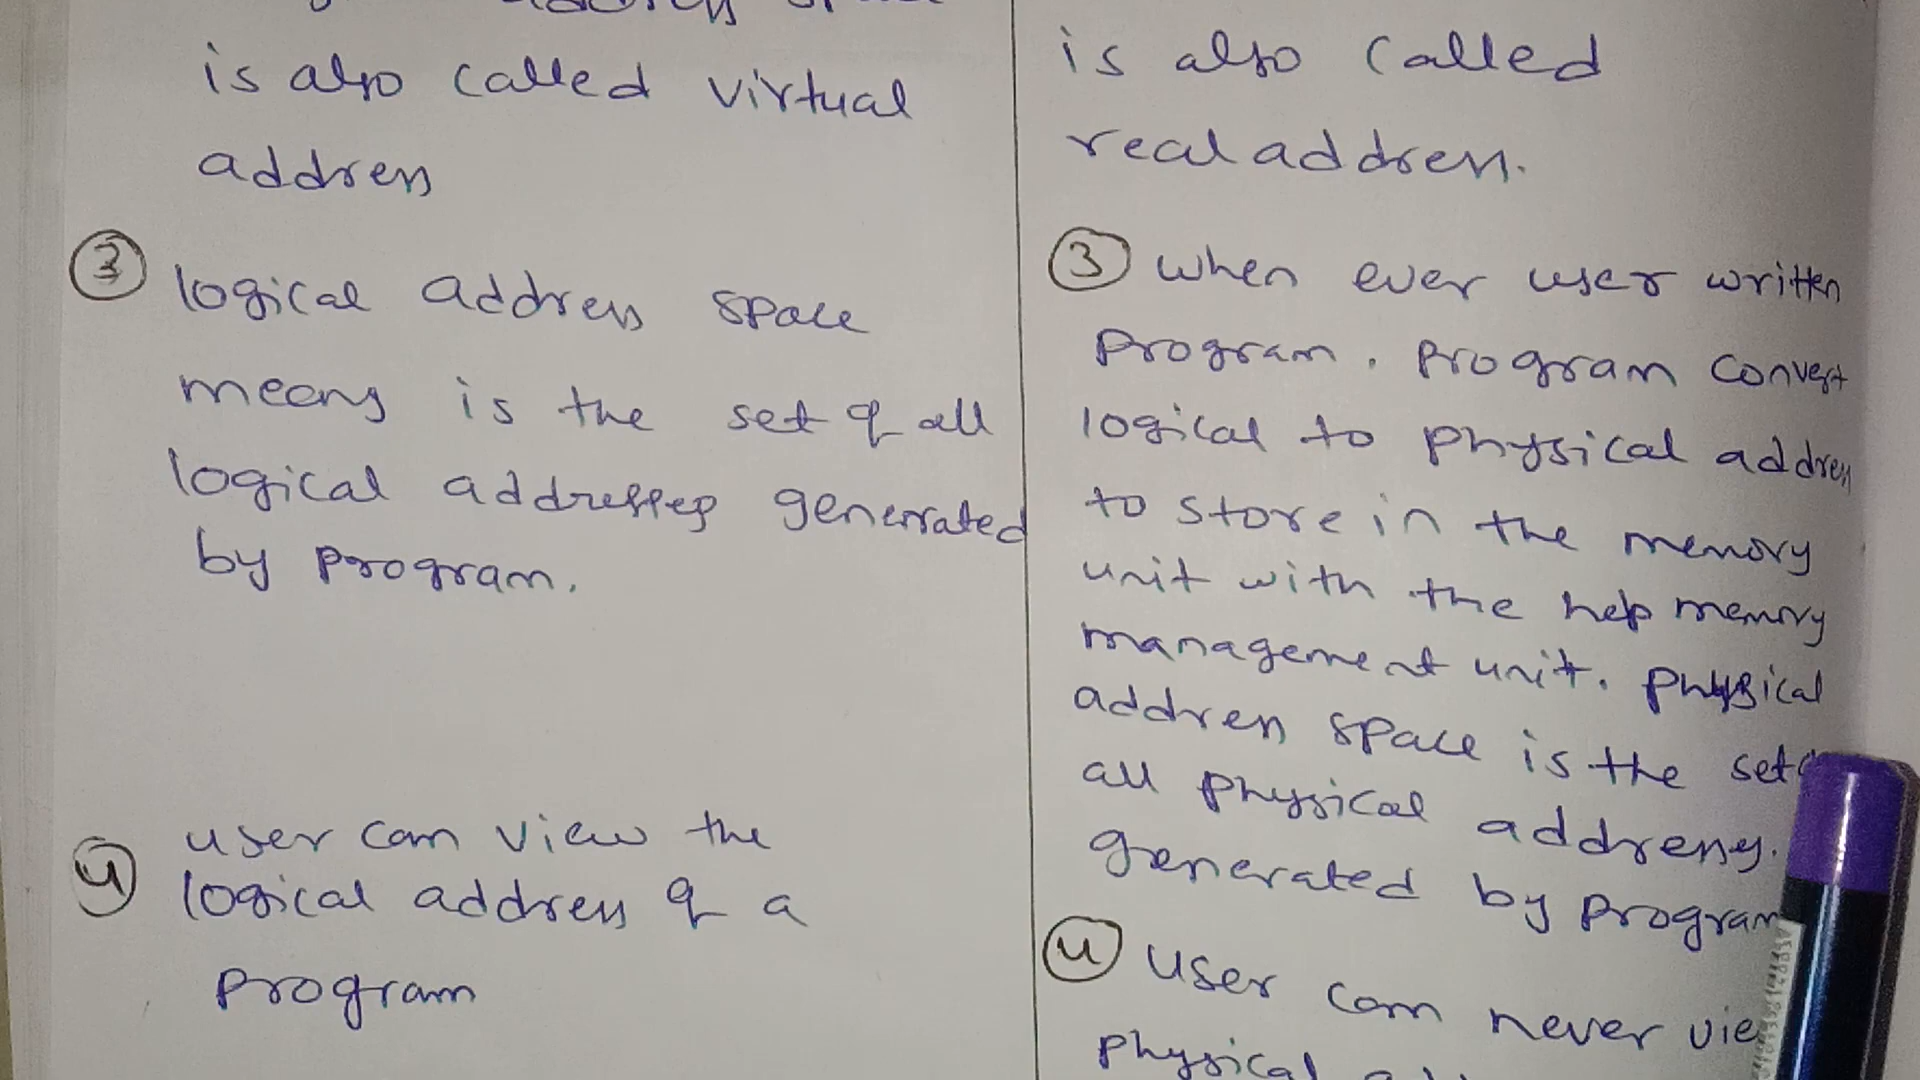 is also called virtual
address
3 logical address space
means is the set of all
logical addresses generated
by program.
4 user can view the
logical address of a
program
is also called
real address.
3 when ever user written
program. program convert
logical to physical address
to store in the memory
unit with the help memory
management unit. physical
address space is the set
all physical address.
generated by program
4 user can never
physical